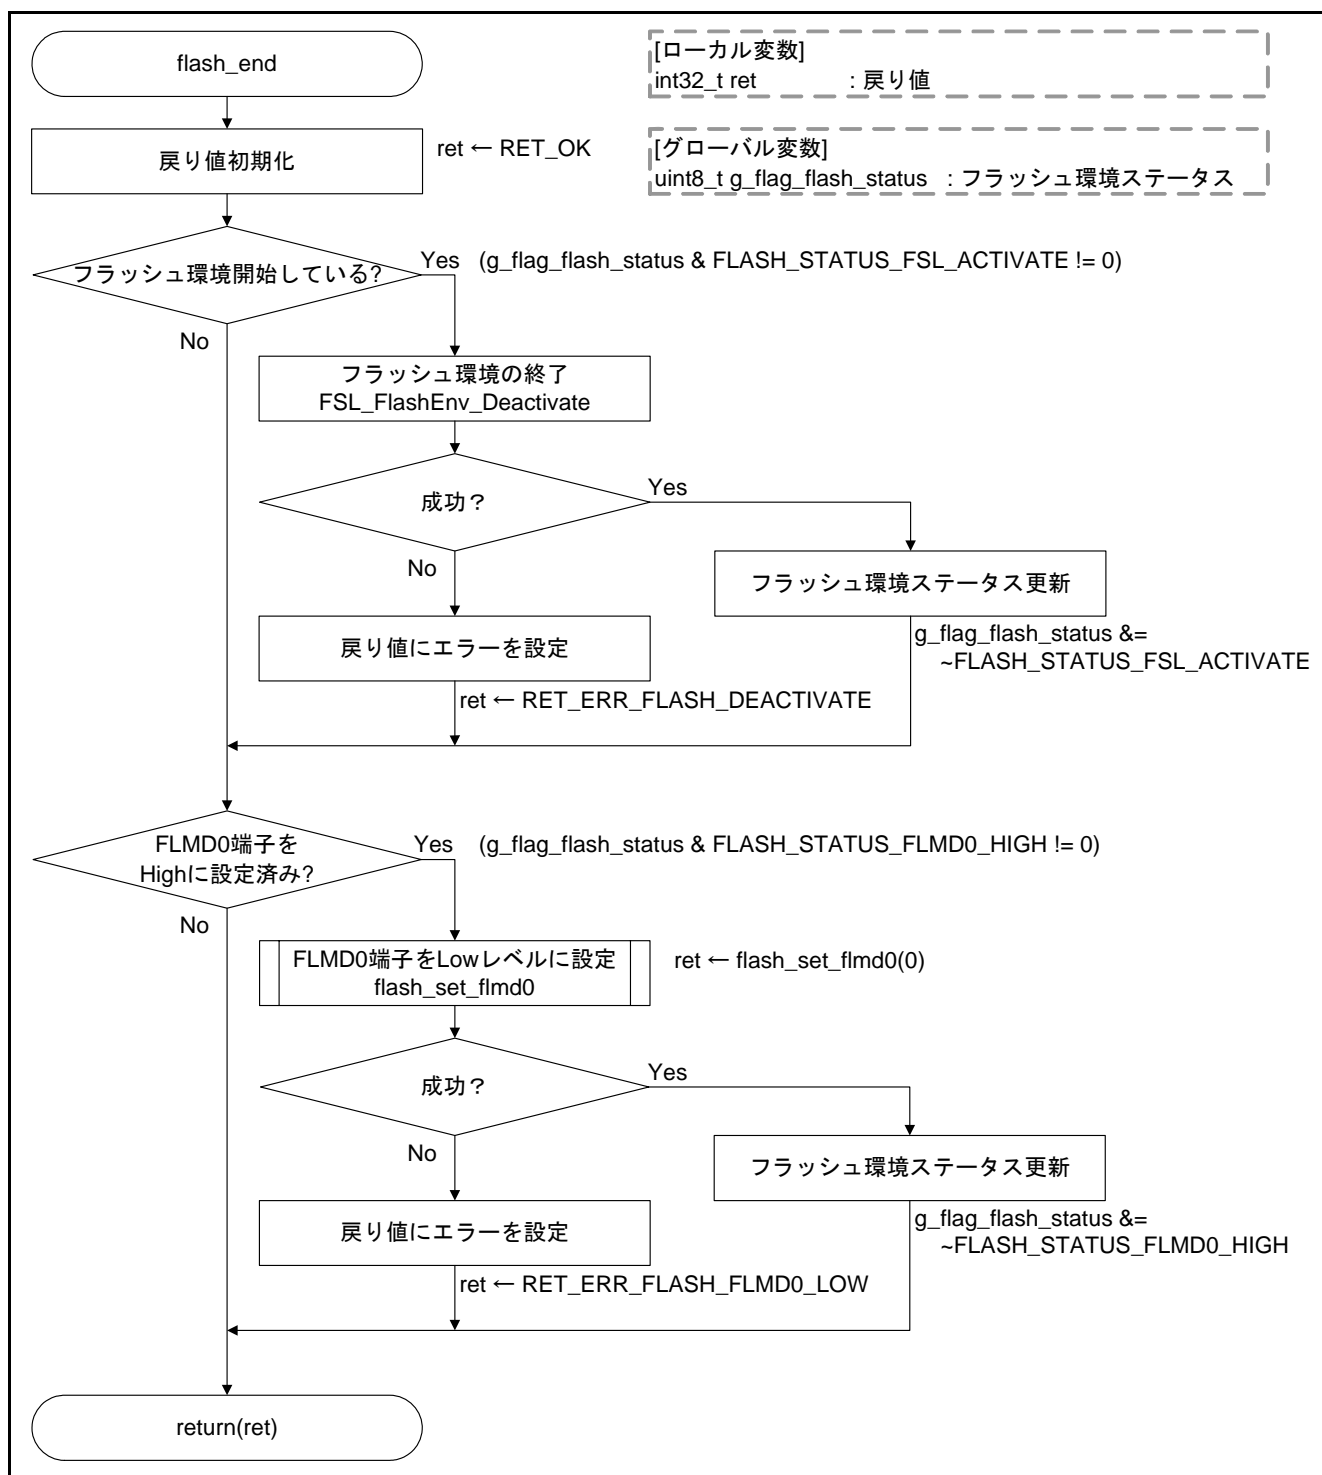 flash_end
[ローカル変数]
int32_t ret : 戻り値
戻り値初期化
ret ← RET_OK
[グローバル変数]
uint8_t g_flag_flash_status : フラッシュ環境ステータス
フラッシュ環境開始している?
Yes (g_flag_flash_status & FLASH_STATUS_FSL_ACTIVATE != 0)
No
フラッシュ環境の終了
FSL_FlashEnv_Deactivate
成功？
Yes
No
フラッシュ環境ステータス更新
g_flag_flash_status &=
~FLASH_STATUS_FSL_ACTIVATE
戻り値にエラーを設定
ret ← RET_ERR_FLASH_DEACTIVATE
FLMD0端子を
Highに設定済み?
Yes (g_flag_flash_status & FLASH_STATUS_FLMD0_HIGH != 0)
No
FLMD0端子をLowレベルに設定
flash_set_flmd0
ret ← flash_set_flmd0(0)
成功？
Yes
No
フラッシュ環境ステータス更新
g_flag_flash_status &=
~FLASH_STATUS_FLMD0_HIGH
戻り値にエラーを設定
ret ← RET_ERR_FLASH_FLMD0_LOW
return(ret)